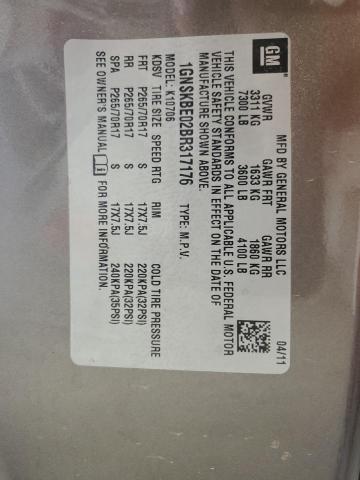 GM
MFD BY GENERAL MOTORS LLC
04/11
GVWR GAWR FRT GAWR RR
3311 KG 1633 KG 1860 KG
7300 LB 3600 LB 4100 LB
THIS VEHICLE CONFORMS TO ALL APPLICABLE U.S. FEDERAL MOTOR
VEHICLE SAFETY STANDARDS IN EFFECT ON THE DATE OF
MANUFACTURE SHOWN ABOVE.
1GNSKBE02BR317176 TYPE: M.P.V.
MODEL: K10706
KDSV TIRE SIZE SPEED RTG RIM COLD TIRE PRESSURE
FRT P265/70R17 S 17X7.5J 220KPA(32PSI)
RR P265/70R17 S 17X7.5J 220KPA(32PSI)
SPA P265/70R17 S 17X7.5J 240KPA(35PSI)
SEE OWNER'S MANUAL FOR MORE INFORMATION.